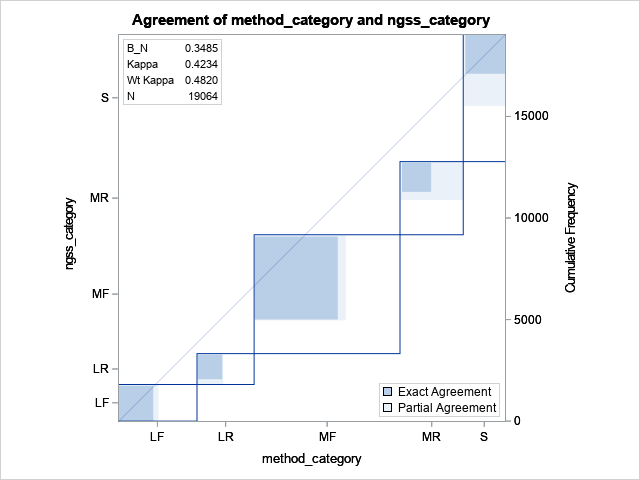 Agreement of method_category and ngss_category
B_N 0.3485
Kappa 0.4234
Wt Kappa 0.4820
N 19064
S
MR
MF
LR
LF
ngss_category
15000
10000
5000
0
Cumulative Frequency
Exact Agreement
Partial Agreement
LF LR MF MR S
method_category